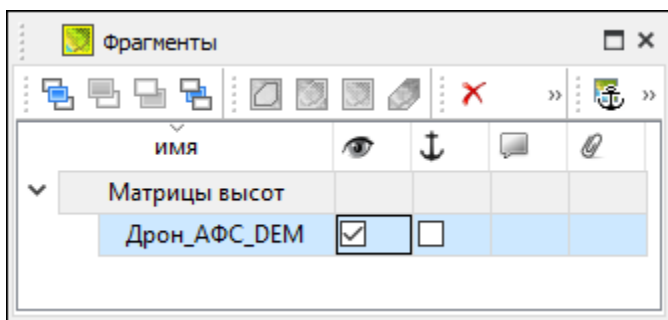 Фрагменты
»
»
имя
Матрицы высот
Дрон_АФС_DEM